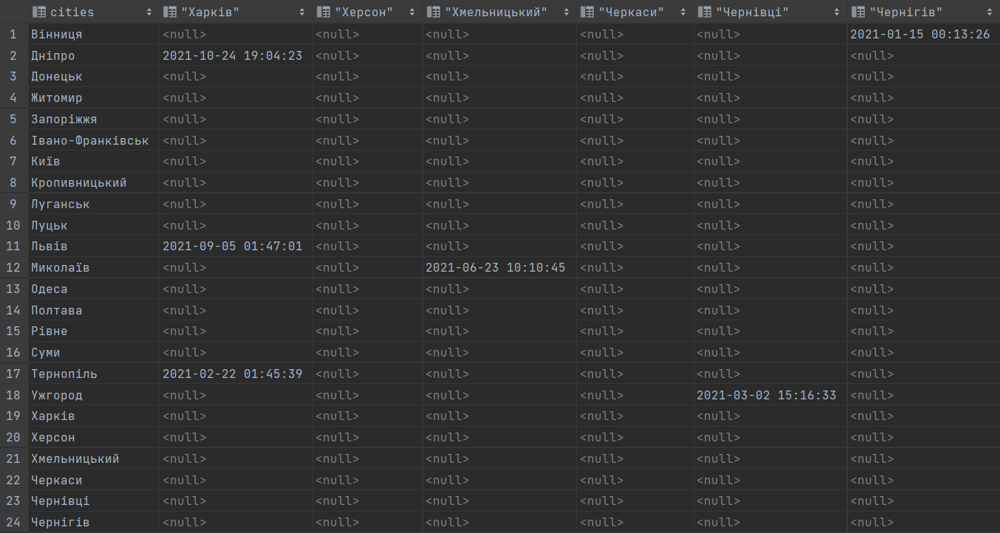 cities "Харків" "Херсон" "Хмельницький" "Черкаси" "Чернівці" "Чернігів"
1 Вінниця <null> <null> <null> <null> <null> 2021-01-15 00:13:26
2 Дніпро 2021-10-24 19:04:23 <null> <null> <null> <null> <null>
3 Донецьк <null> <null> <null> <null> <null> <null>
4 Житомир <null> <null> <null> <null> <null> <null>
5 Запоріжжя <null> <null> <null> <null> <null> <null>
6 Івано-Франківськ <null> <null> <null> <null> <null> <null>
7 Київ <null> <null> <null> <null> <null> <null>
8 Кропивницький <null> <null> <null> <null> <null> <null>
9 Луганськ <null> <null> <null> <null> <null> <null>
10 Луцьк <null> <null> <null> <null> <null> <null>
11 Львів 2021-09-05 01:47:01 <null> <null> <null> <null> <null>
12 Миколаїв <null> <null> 2021-06-23 10:10:45 <null> <null> <null>
13 Одеса <null> <null> <null> <null> <null> <null>
14 Полтава <null> <null> <null> <null> <null> <null>
15 Рівне <null> <null> <null> <null> <null> <null>
16 Суми <null> <null> <null> <null> <null> <null>
17 Тернопіль 2021-02-22 01:45:39 <null> <null> <null> <null> <null>
18 Ужгород <null> <null> <null> <null> 2021-03-02 15:16:33 <null>
19 Харків <null> <null> <null> <null> <null> <null>
20 Херсон <null> <null> <null> <null> <null> <null>
21 Хмельницький <null> <null> <null> <null> <null> <null>
22 Черкаси <null> <null> <null> <null> <null> <null>
23 Чернівці <null> <null> <null> <null> <null> <null>
24 Чернігів <null> <null> <null> <null> <null> <null>